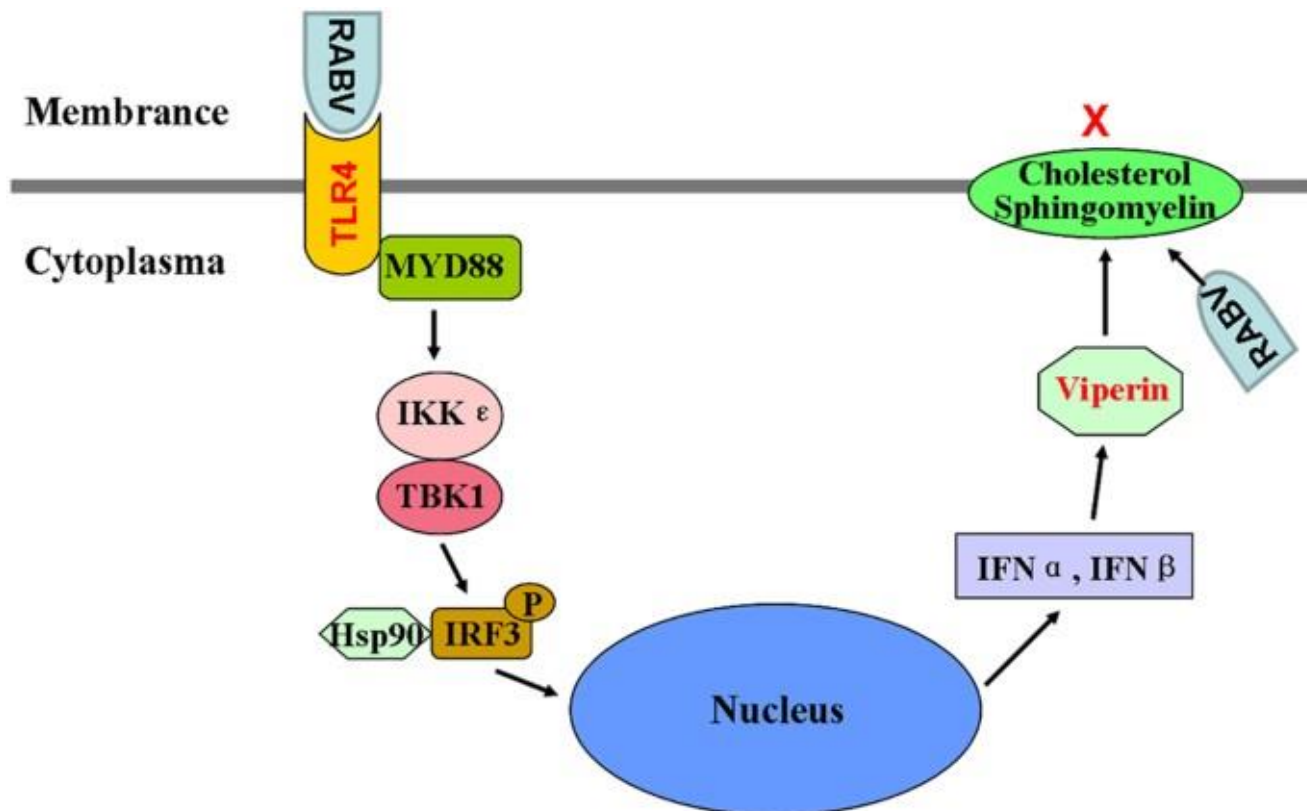 RABV
Membrance
X
TLR4
Cholesterol
Sphingomyelin
Cytoplasma
MYD88
RABV
Viperin
IKK ε
TBK1
IFN α , IFN β
P
Hsp90
IRF3
Nucleus